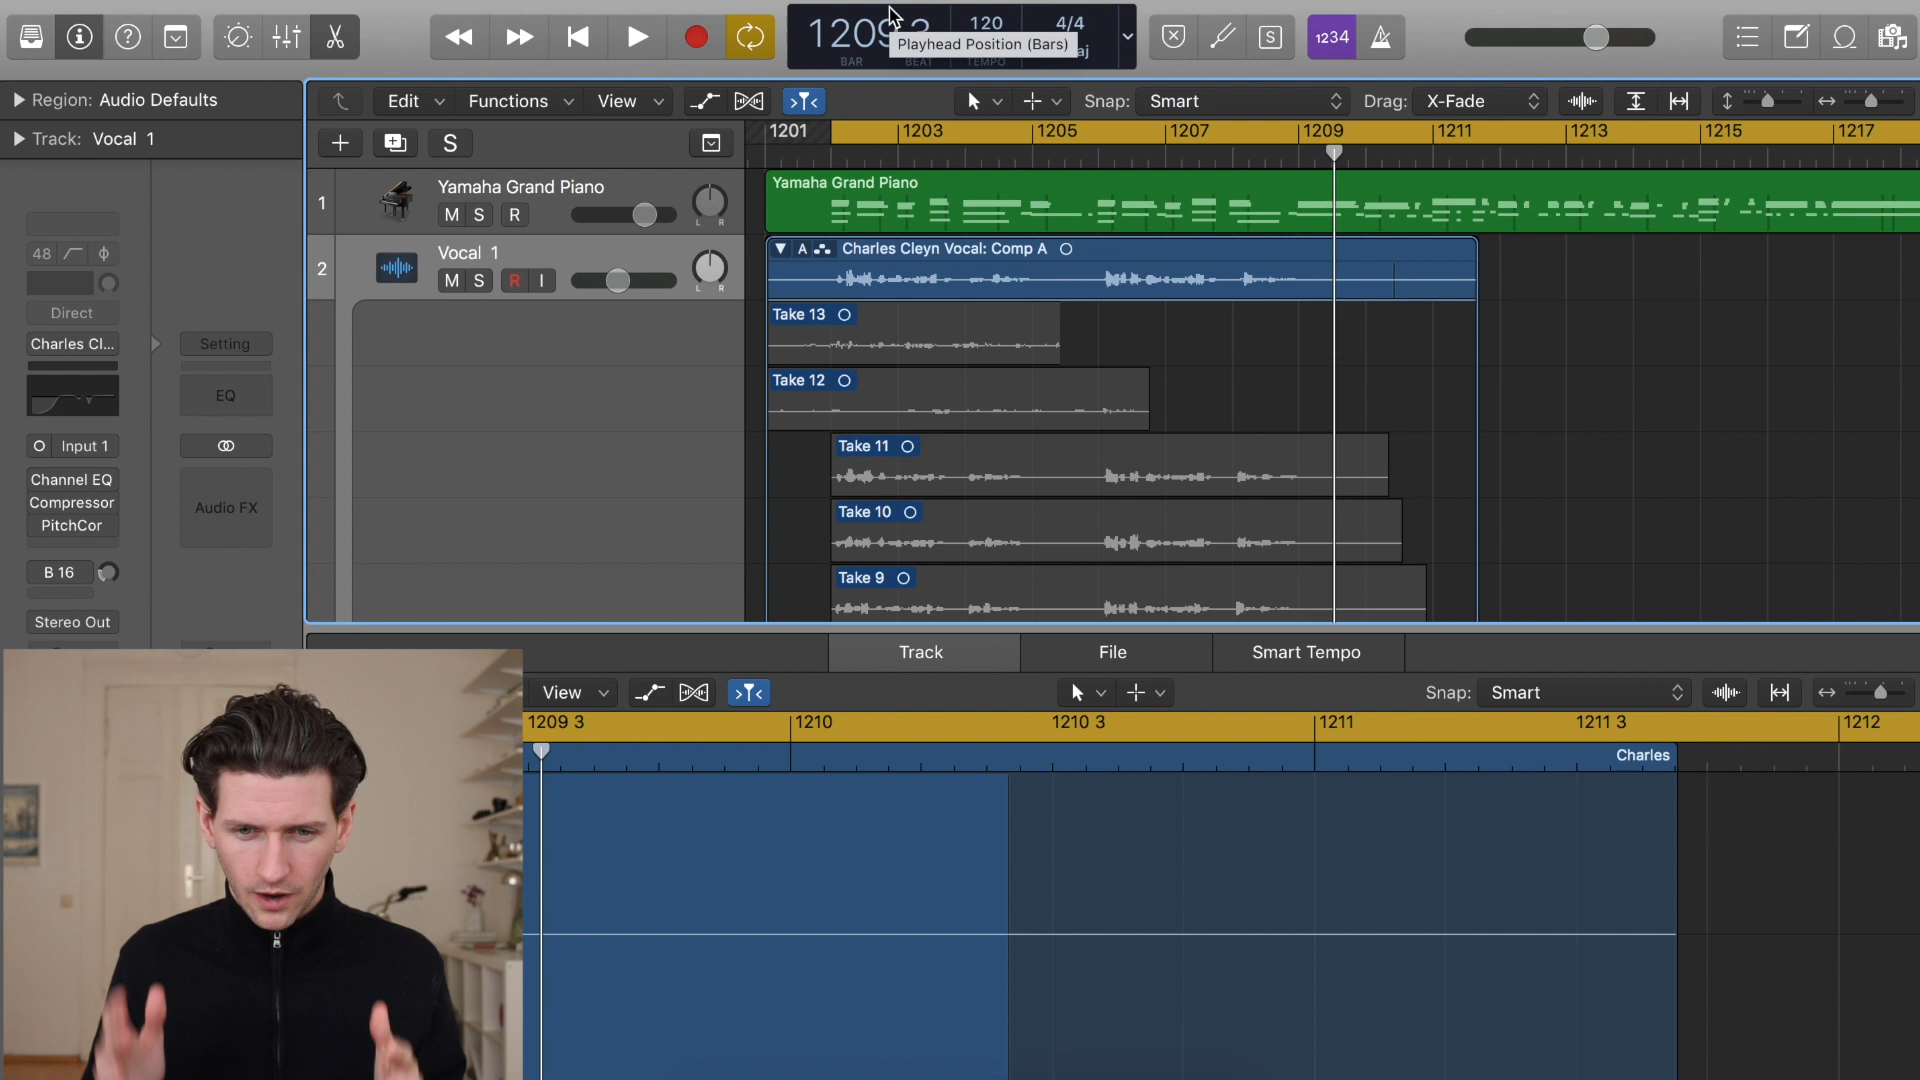 120
4/4
1209 3
Playhead Position (Bars)
aj
BAR
BEAT
TEMPO
1234
S
Region: Audio Defaults
Track: Vocal 1
Edit
Functions
View
Snap: Smart
Drag: X-Fade
S
1201
1203
1205
1207
1209
1211
1213
1215
1217
1
Yamaha Grand Piano
M S R
L R
Yamaha Grand Piano
2
Vocal 1
M S R I
L R
A Charles Cleyn Vocal: Comp A
Take 13
Take 12
Take 11
Take 10
Take 9
48
Direct
Charles Cl...
Setting
EQ
Input 1
Channel EQ
Compressor
PitchCor
Audio FX
B 16
Stereo Out
Track
File
Smart Tempo
View
Snap: Smart
1209 3
1210
1210 3
1211
1211 3
1212
Charles